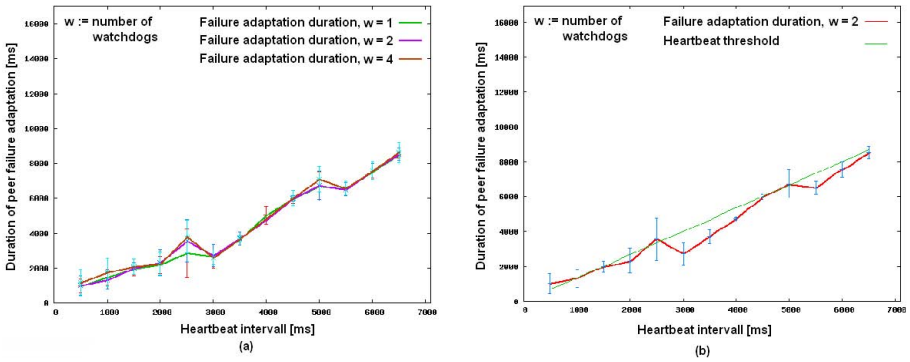 w := number of
watchdogs
Failure adaptation duration, w = 1
Failure adaptation duration, w = 2
Failure adaptation duration, w = 4
Duration of peer failure adaptation [ms]
16000
14000
12000
10000
8000
6000
4000
2000
0
0 1000 2000 3000 4000 5000 6000 7000
Heartbeat intervall [ms]
(a)
w := number of
watchdogs
Failure adaptation duration, w = 2
Heartbeat threshold
Duration of peer failure adaptation [ms]
16000
14000
12000
10000
8000
6000
4000
2000
0
0 1000 2000 3000 4000 5000 6000 7000
Heartbeat intervall [ms]
(b)